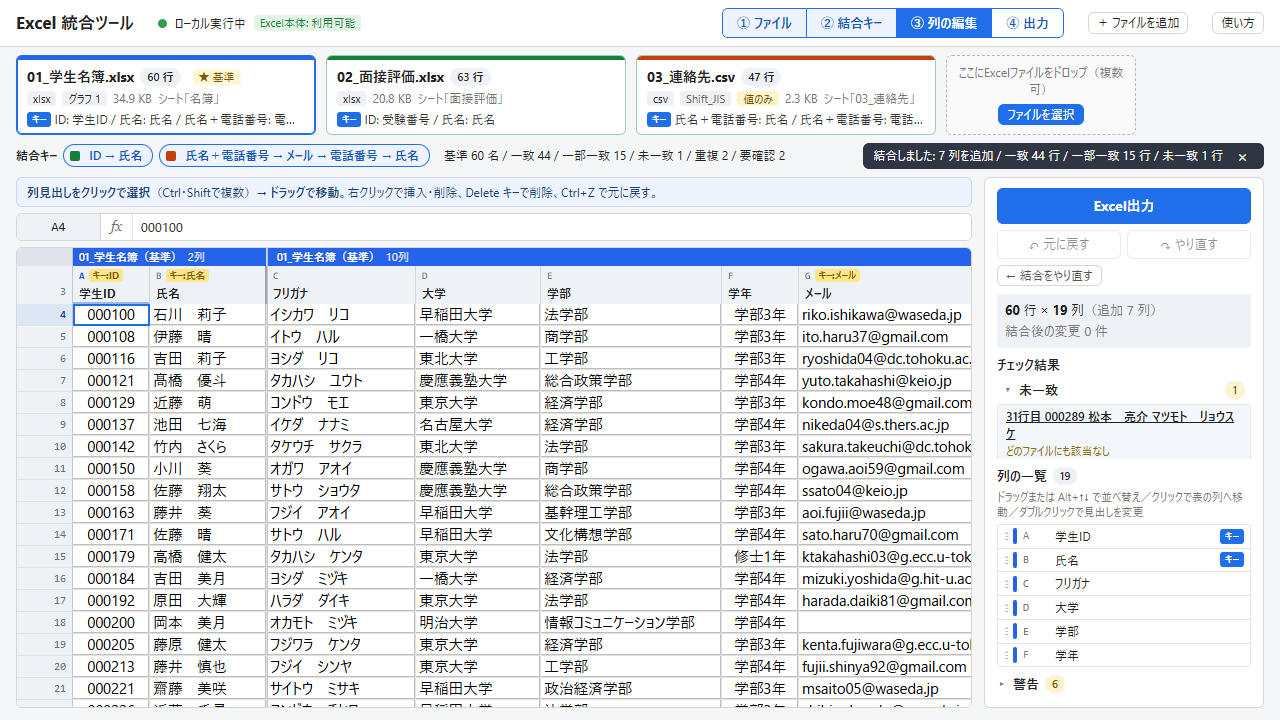 Excel 統合ツール
ローカル実行中
Excel本体: 利用可能
① ファイル
② 結合キー
③ 列の編集
④ 出力
＋ ファイルを追加
使い方
01_学生名簿.xlsx 60 行 ★ 基準
xlsx グラフ 1 34.9 KB シート「名簿」
キー ID: 学生ID / 氏名: 氏名 / 氏名＋電話番号: 電…
02_面接評価.xlsx 63 行
xlsx 20.8 KB シート「面接評価」
キー ID: 受験番号 / 氏名: 氏名
03_連絡先.csv 47 行
csv Shift_JIS 値のみ 2.3 KB シート「03_連絡先」
キー 氏名＋電話番号: 氏名 / 氏名＋電話番号: 電話…
ここにExcelファイルをドロップ（複数
可）
ファイルを選択
結合キー ID → 氏名 氏名＋電話番号 → メール → 電話番号 → 氏名 基準 60 名 / 一致 44 / 一部一致 15 / 未一致 1 / 重複 2 / 要確認 2
結合しました: 7 列を追加 / 一致 44 行 / 一部一致 15 行 / 未一致 1 行 ×
列見出しをクリックで選択（Ctrl・Shiftで複数）→ ドラッグで移動。右クリックで挿入・削除、Delete キーで削除、Ctrl+Z で元に戻す。
A4 fx 000100
01_学生名簿（基準） 2列 01_学生名簿（基準） 10列
A キー:ID B キー:氏名 C D E F G キー:メール
3 学生ID 氏名 フリガナ 大学 学部 学年 メール
4 000100 石川　莉子 イシカワ　リコ 早稲田大学 法学部 学部3年 riko.ishikawa@waseda.jp
5 000108 伊藤　晴 イトウ　ハル 一橋大学 商学部 学部3年 ito.haru37@gmail.com
6 000116 吉田　莉子 ヨシダ　リコ 東北大学 工学部 学部3年 ryoshida04@dc.tohoku.ac.
7 000121 髙橋　優斗 タカハシ　ユウト 慶應義塾大学 総合政策学部 学部4年 yuto.takahashi@keio.jp
8 000129 近藤　萌 コンドウ　モエ 東京大学 経済学部 学部3年 kondo.moe48@gmail.com
9 000137 池田　七海 イケダ　ナナミ 名古屋大学 経済学部 学部4年 nikeda04@s.thers.ac.jp
10 000142 竹内　さくら タケウチ　サクラ 東北大学 法学部 学部3年 sakura.takeuchi@dc.tohok
11 000150 小川　葵 オガワ　アオイ 慶應義塾大学 商学部 学部4年 ogawa.aoi59@gmail.com
12 000158 佐藤　翔太 サトウ　ショウタ 慶應義塾大学 総合政策学部 学部4年 ssato04@keio.jp
13 000163 藤井　葵 フジイ　アオイ 早稲田大学 基幹理工学部 学部3年 aoi.fujii@waseda.jp
14 000171 佐藤　晴 サトウ　ハル 早稲田大学 文化構想学部 学部4年 sato.haru70@gmail.com
15 000179 高橋　健太 タカハシ　ケンタ 東京大学 法学部 修士1年 ktakahashi03@g.ecc.u-tok
16 000184 吉田　美月 ヨシダ　ミヅキ 一橋大学 経済学部 学部4年 mizuki.yoshida@g.hit-u.ac
17 000192 原田　大輝 ハラダ　ダイキ 東京大学 法学部 学部4年 harada.daiki81@gmail.com
18 000200 岡本　美月 オカモト　ミヅキ 明治大学 情報コミュニケーション学部 学部4年
19 000205 藤原　健太 フジワラ　ケンタ 東京大学 経済学部 学部3年 kenta.fujiwara@g.ecc.u-to
20 000213 藤井　慎也 フジイ　シンヤ 東京大学 工学部 学部4年 fujii.shinya92@gmail.com
21 000221 齋藤　美咲 サイトウ　ミサキ 早稲田大学 政治経済学部 学部4年 msaito05@waseda.jp
Excel出力
元に戻す やり直す
← 結合をやり直す
60 行 × 19 列（追加 7 列）
結合後の変更 0 件
チェック結果
未一致 1
31行目 000289 松本　亮介 マツモト　リョウス
ケ
どのファイルにも該当なし
列の一覧 19
ドラッグまたは Alt+↑↓ で並べ替え／クリックで表の列へ移
動／ダブルクリックで見出しを変更
A 学生ID キー
B 氏名 キー
C フリガナ
D 大学
E 学部
F 学年
警告 6